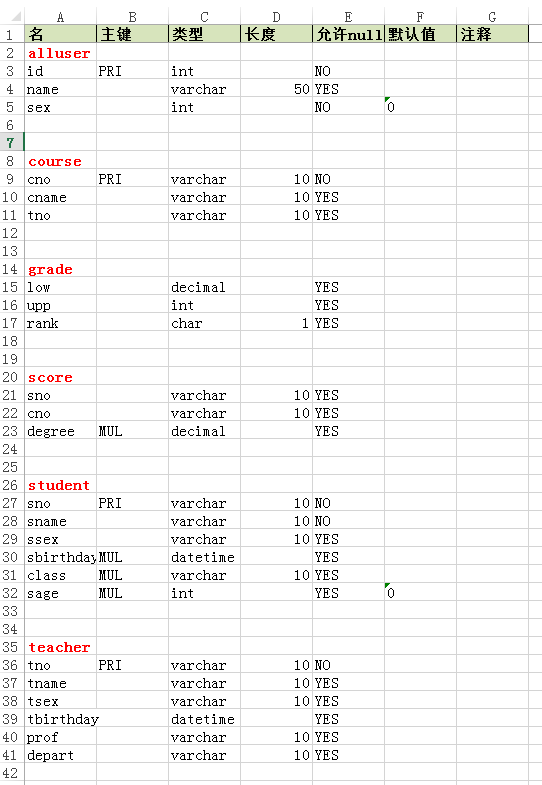 A B C D E F G
1 名 主键 类型 长度 允许null 默认值 注释
2 alluser
3 id PRI int NO
4 name varchar 50 YES
5 sex int NO 0
6
7
8 course
9 cno PRI varchar 10 NO
10 cname varchar 10 YES
11 tno varchar 10 YES
12
13
14 grade
15 low decimal YES
16 upp int YES
17 rank char 1 YES
18
19
20 score
21 sno varchar 10 YES
22 cno varchar 10 YES
23 degree MUL decimal YES
24
25
26 student
27 sno PRI varchar 10 NO
28 sname varchar 10 NO
29 ssex varchar 10 YES
30 sbirthday MUL datetime YES
31 class MUL varchar 10 YES
32 sage MUL int YES 0
33
34
35 teacher
36 tno PRI varchar 10 NO
37 tname varchar 10 YES
38 tsex varchar 10 YES
39 tbirthday datetime YES
40 prof varchar 10 YES
41 depart varchar 10 YES
42